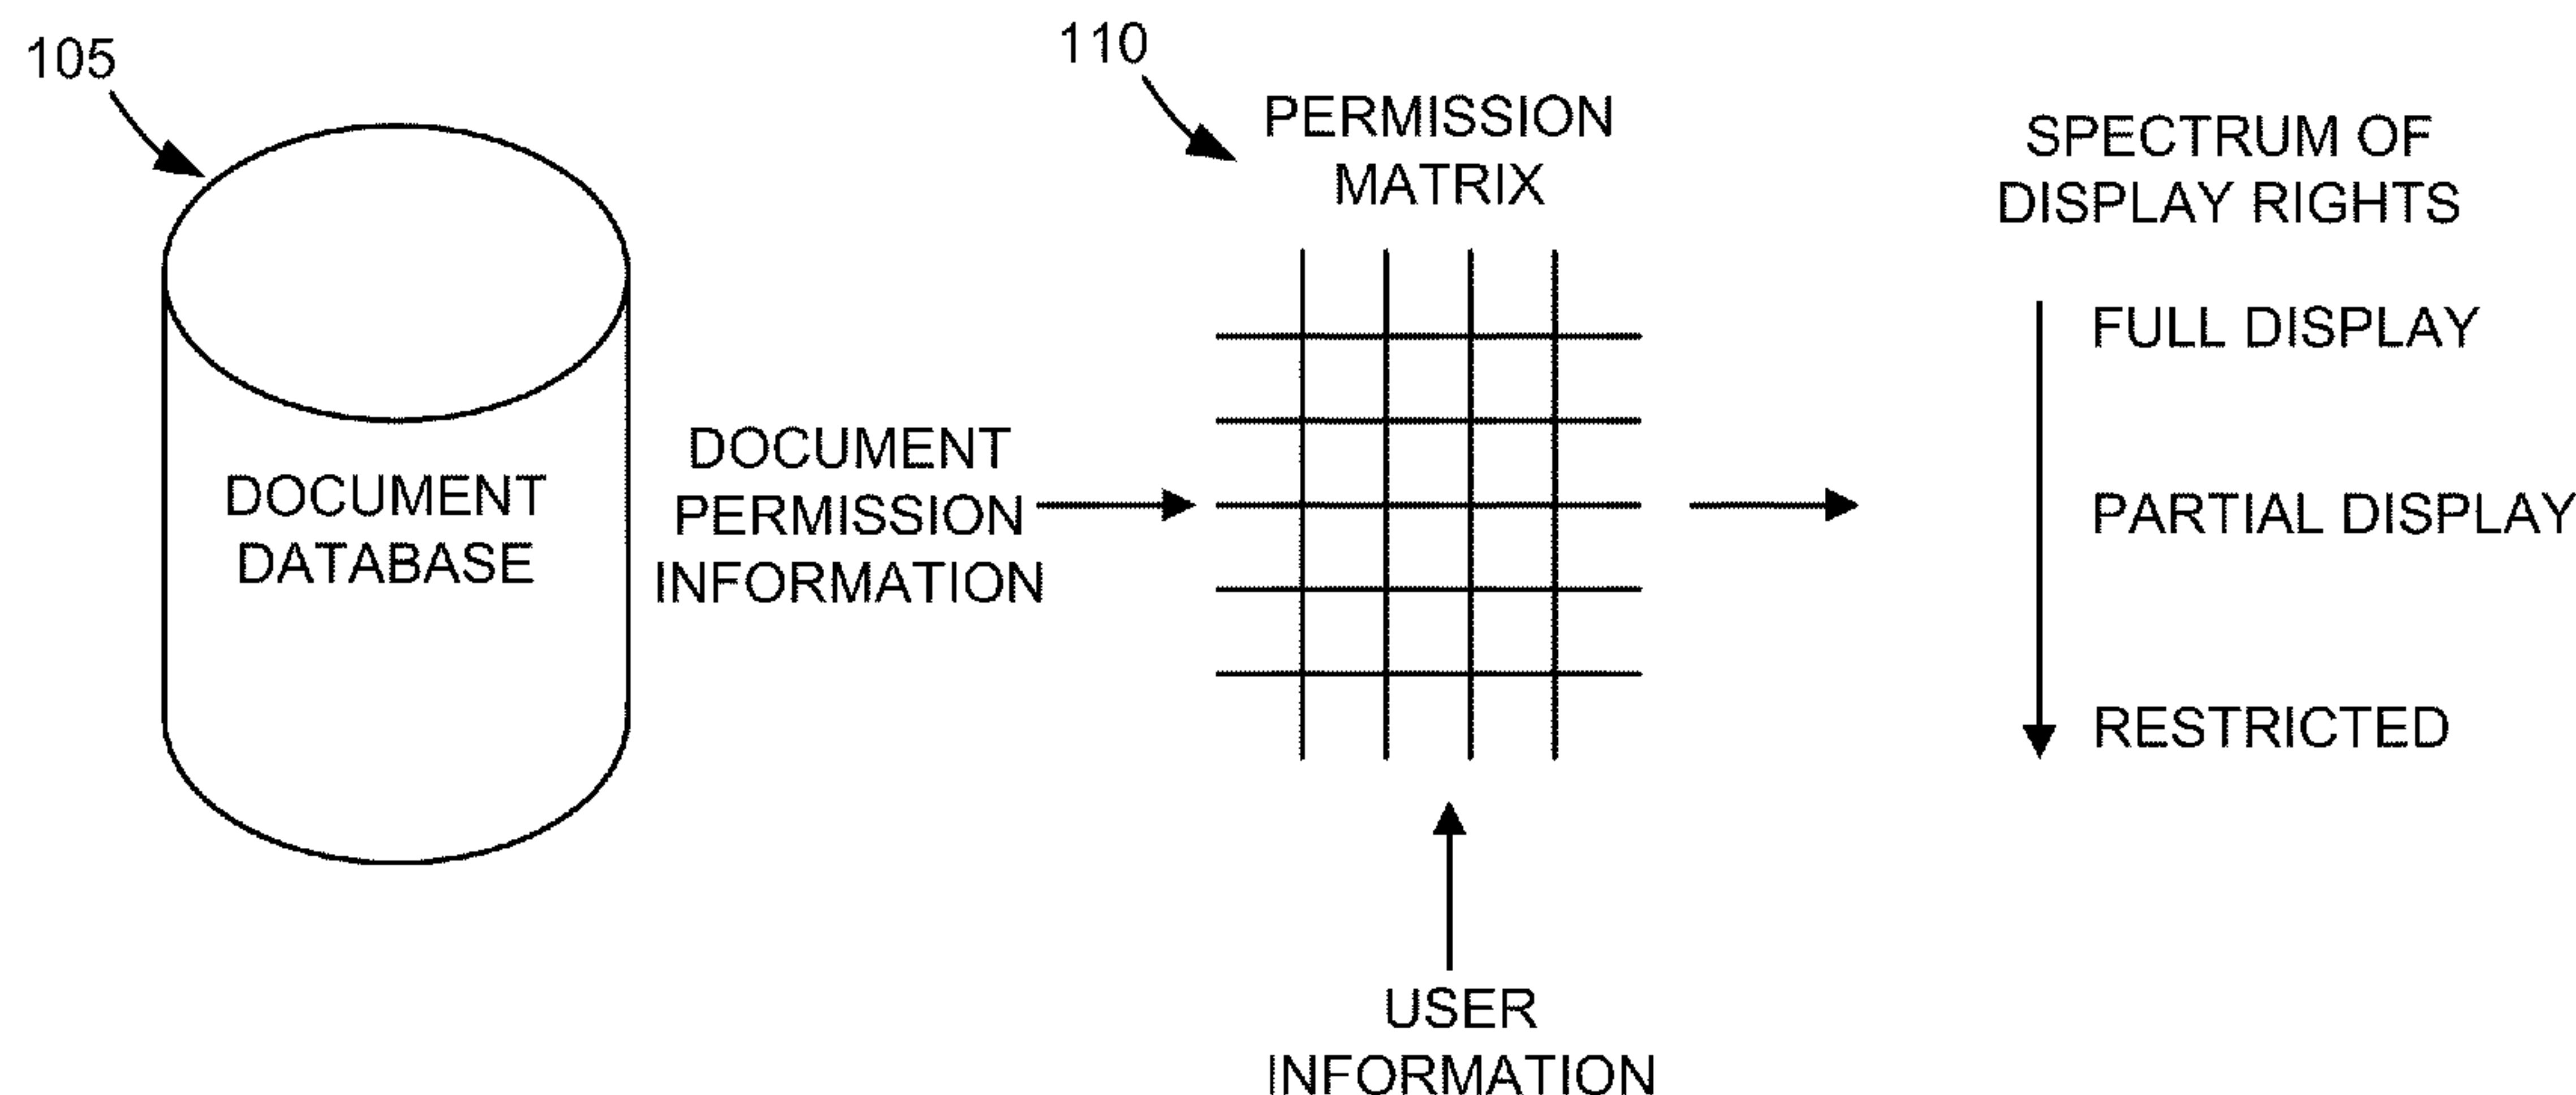 105
DOCUMENT
DATABASE
DOCUMENT
PERMISSION
INFORMATION
110
PERMISSION
MATRIX
USER
INFORMATION
SPECTRUM OF
DISPLAY RIGHTS
FULL DISPLAY
PARTIAL DISPLAY
RESTRICTED